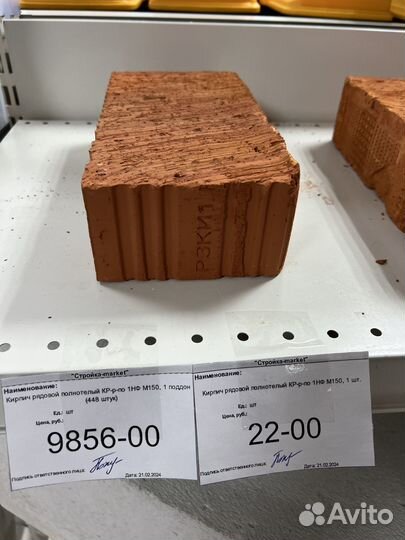 РЗКИ1
"Стройка-market"
Наименование:
Кирпич рядовой полнотелый КР-р-по 1НФ М150, 1 поддон
(448 штук)
Ед.: шт
Цена, руб.:
9856-00
Подпись ответственного лица:
Дата: 21.02.2024
"Стройка-market"
Наименование:
Кирпич рядовой полнотелый КР-р-по 1НФ М150, 1 шт.
Ед.: шт
Цена, руб.:
22-00
Подпись ответственного лица:
Дата: 21.02.2024
Avito